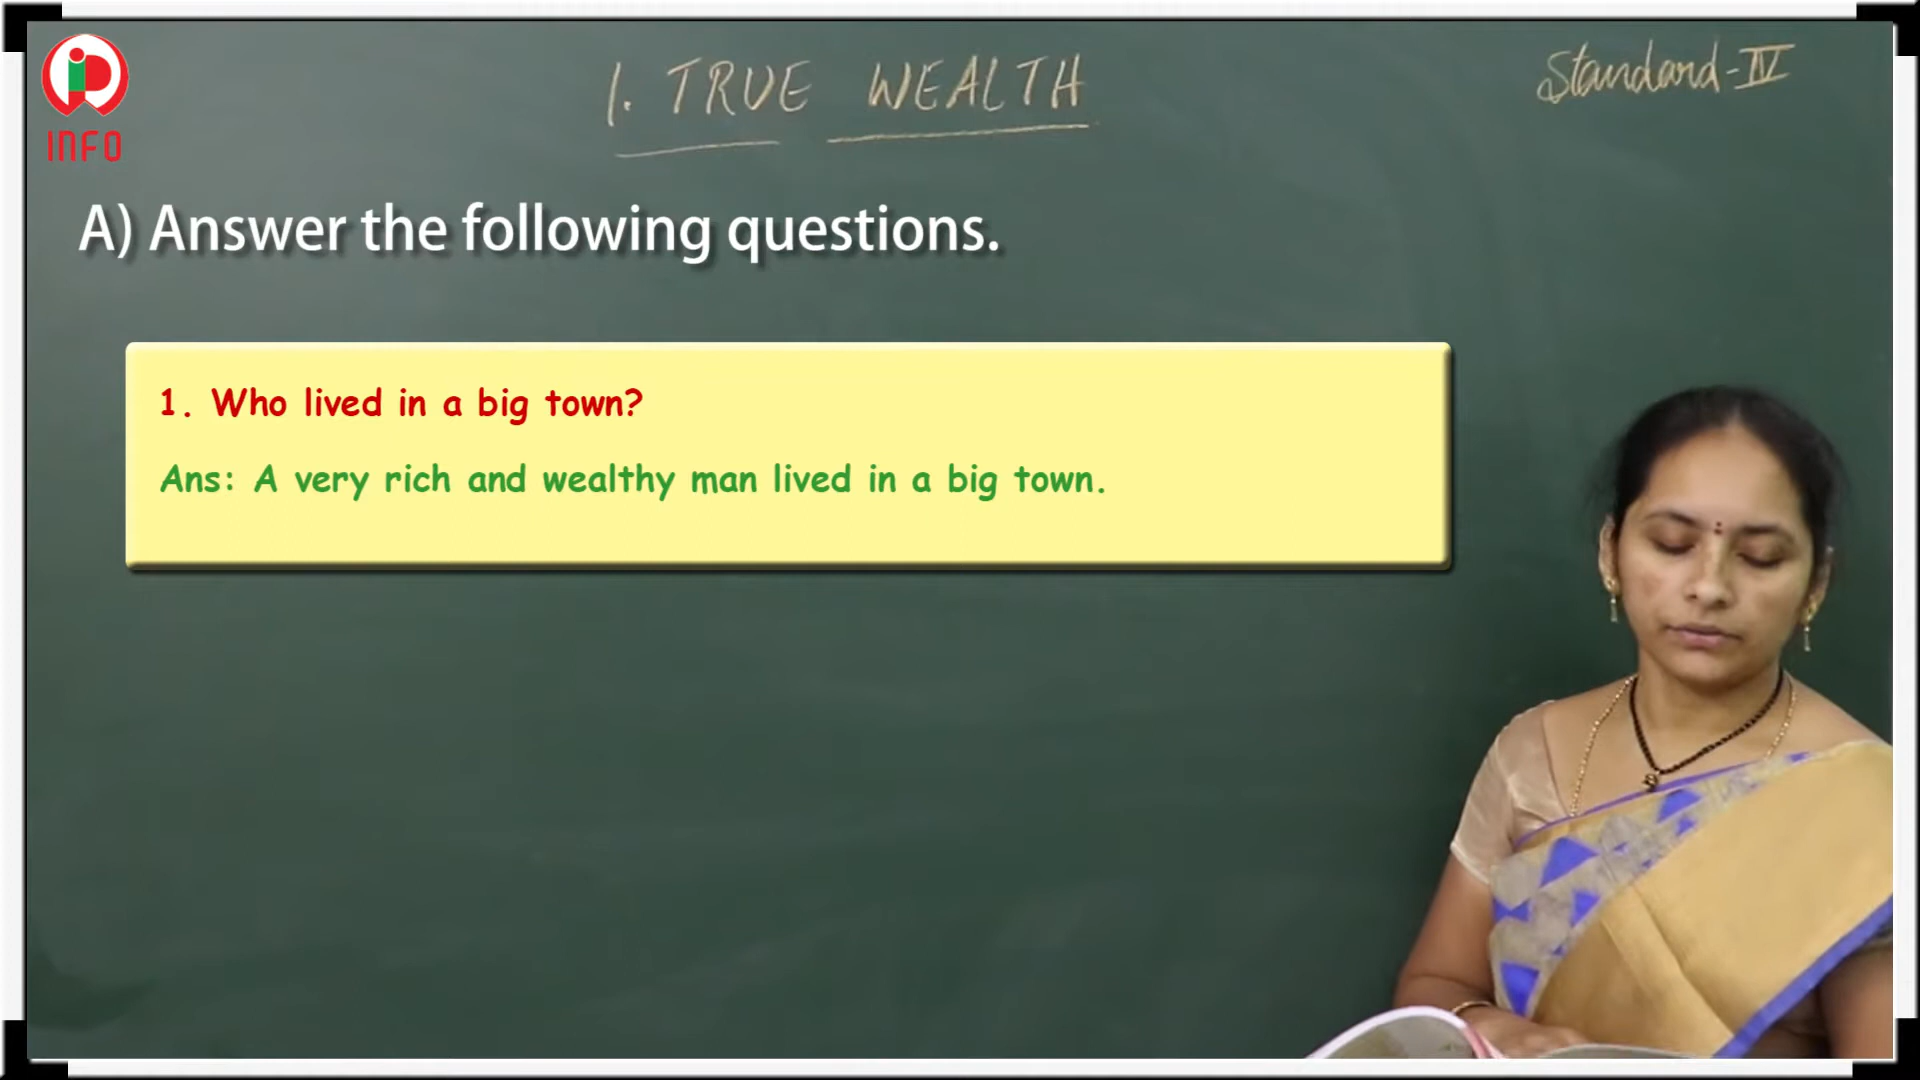 1. TRUE WEALTH
Standard-IV
INFO
A) Answer the following questions.
1. Who lived in a big town?
Ans: A very rich and wealthy man lived in a big town.